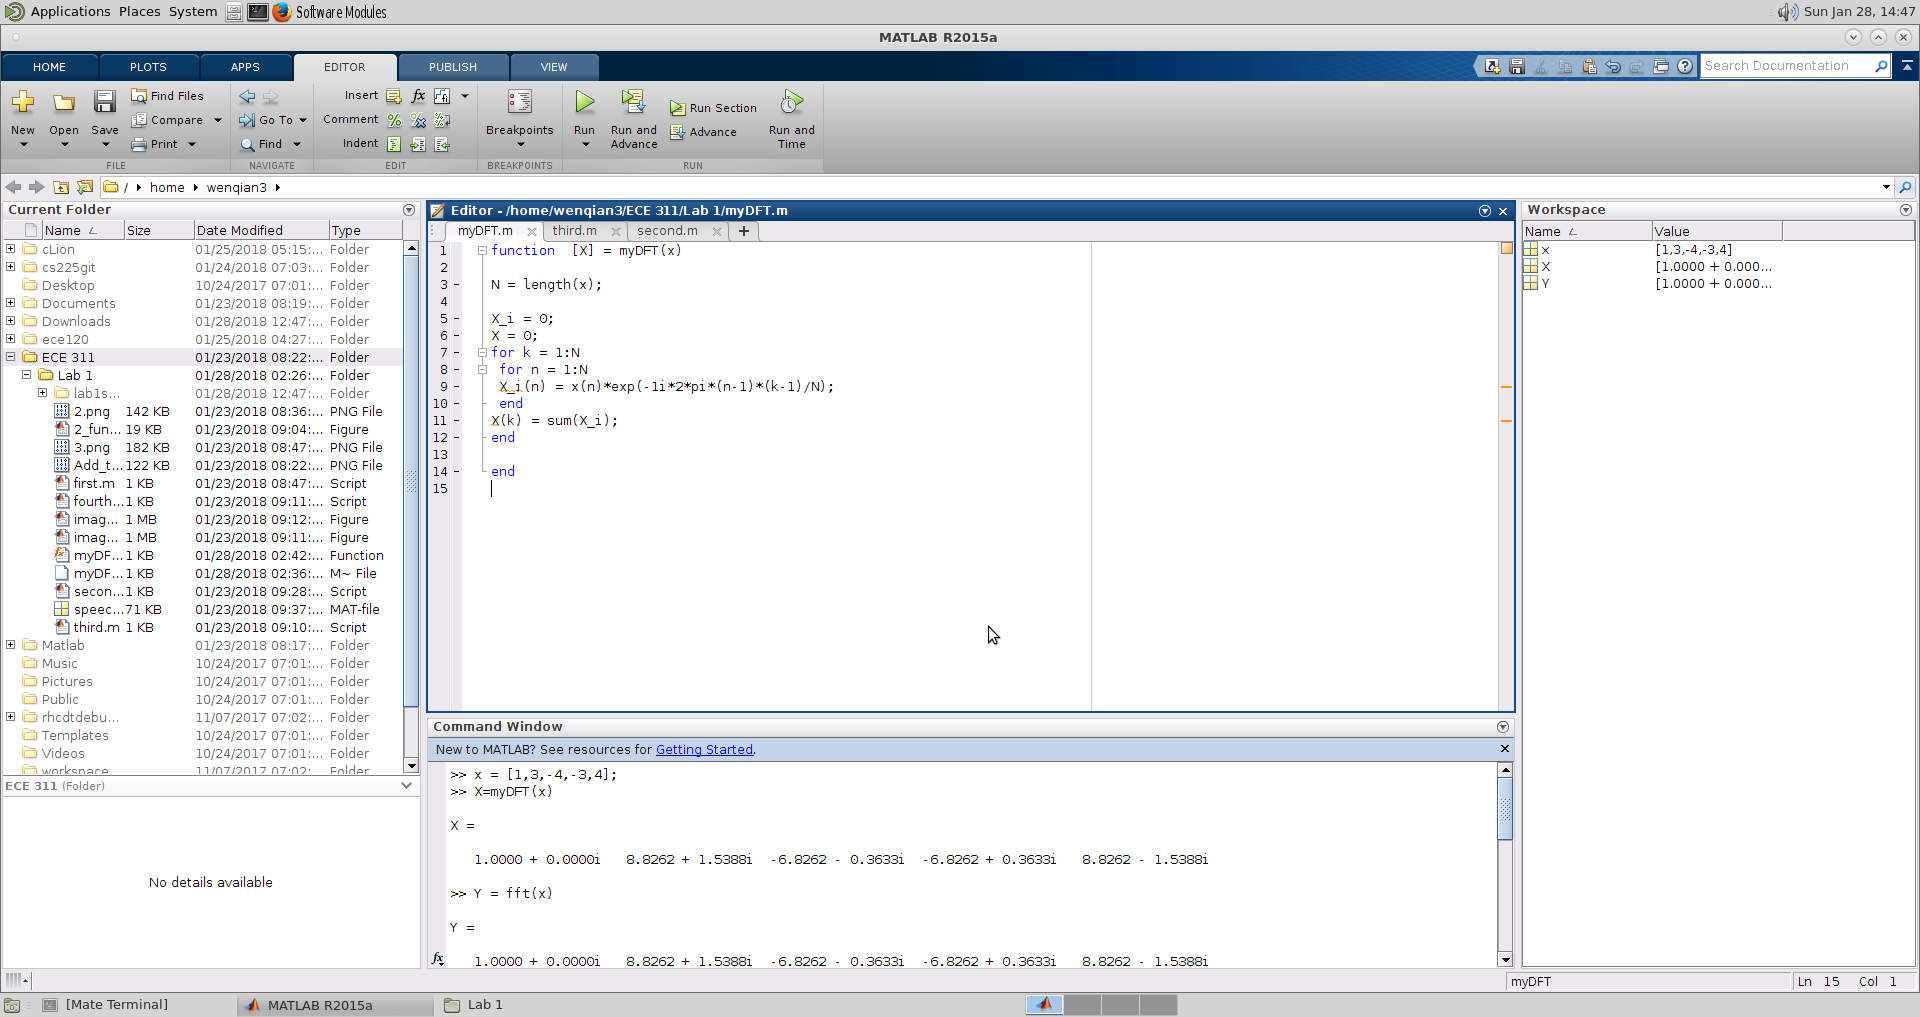 Applications Places System Software Modules Sun Jan 28, 14:47
MATLAB R2015a
HOME PLOTS APPS EDITOR PUBLISH VIEW Search Documentation
New Open Save Find Files Compare Print
FILE
Go To Find
NAVIGATE
Insert fx
Comment
Indent
EDIT
Breakpoints
BREAKPOINTS
Run Run and Advance Run Section Advance Run and Time
RUN
/ home wenqian3
Current Folder
Name Size Date Modified Type
cLion 01/25/2018 05:15:... Folder
cs225git 01/24/2018 07:03:... Folder
Desktop 10/24/2017 07:01:... Folder
Documents 01/23/2018 08:19:... Folder
Downloads 01/28/2018 12:47:... Folder
ece120 01/25/2018 04:27:... Folder
ECE 311 01/23/2018 08:22:... Folder
Lab 1 01/28/2018 02:26:... Folder
lab1s... 01/28/2018 12:47:... Folder
2.png 142 KB 01/23/2018 08:36:... PNG File
2_fun... 19 KB 01/23/2018 09:04:... Figure
3.png 182 KB 01/23/2018 08:47:... PNG File
Add_t... 122 KB 01/23/2018 08:22:... PNG File
first.m 1 KB 01/23/2018 08:47:... Script
fourth... 1 KB 01/23/2018 09:11:... Script
imag... 1 MB 01/23/2018 09:12:... Figure
imag... 1 MB 01/23/2018 09:11:... Figure
myDF... 1 KB 01/28/2018 02:42:... Function
myDF... 1 KB 01/28/2018 02:36:... M~ File
secon... 1 KB 01/23/2018 09:28:... Script
speec... 71 KB 01/23/2018 09:37:... MAT-file
third.m 1 KB 01/23/2018 09:10:... Script
Matlab 01/23/2018 08:17:... Folder
Music 10/24/2017 07:01:... Folder
Pictures 10/24/2017 07:01:... Folder
Public 10/24/2017 07:01:... Folder
rhcdtdebu... 11/07/2017 07:02:... Folder
Templates 10/24/2017 07:01:... Folder
Videos 10/24/2017 07:01:... Folder
workspace 11/07/2017 07:02:... Folder
ECE 311 (Folder)
No details available
Editor - /home/wenqian3/ECE 311/Lab 1/myDFT.m
myDFT.m third.m second.m +
1 function [X] = myDFT(x)
2
3 - N = length(x);
4
5 - X_i = 0;
6 - X = 0;
7 - for k = 1:N
8 - for n = 1:N
9 - X_i(n) = x(n)*exp(-1i*2*pi*(n-1)*(k-1)/N);
10 - end
11 - X(k) = sum(X_i);
12 - end
13
14 - end
15
Command Window
New to MATLAB? See resources for Getting Started.
>> x = [1,3,-4,-3,4];
>> X=myDFT(x)
X =
1.0000 + 0.0000i 8.8262 + 1.5388i -6.8262 - 0.3633i -6.8262 + 0.3633i 8.8262 - 1.5388i
>> Y = fft(x)
Y =
fx 1.0000 + 0.0000i 8.8262 + 1.5388i -6.8262 - 0.3633i -6.8262 + 0.3633i 8.8262 - 1.5388i
Workspace
Name Value
x [1,3,-4,-3,4]
X [1.0000 + 0.000...
Y [1.0000 + 0.000...
myDFT Ln 15 Col 1
[Mate Terminal] MATLAB R2015a Lab 1